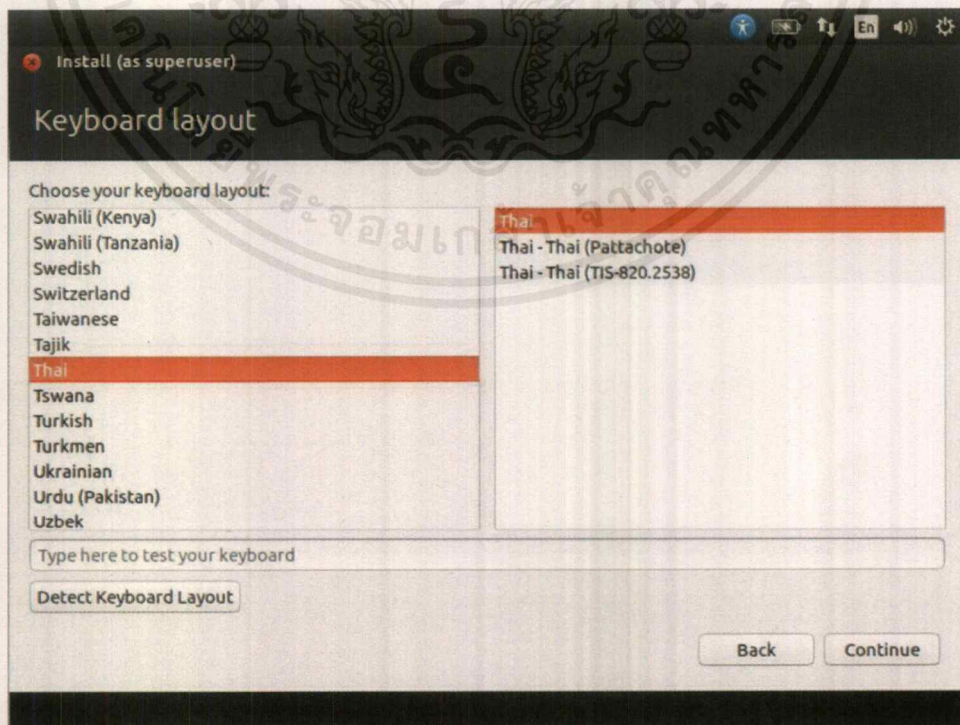 En
Install (as superuser)
Keyboard layout
Choose your keyboard layout:
Swahili (Kenya)
Swahili (Tanzania)
Swedish
Switzerland
Taiwanese
Tajik
Thai
Tswana
Turkish
Turkmen
Ukrainian
Urdu (Pakistan)
Uzbek
Thai
Thai - Thai (Pattachote)
Thai - Thai (TIS-820.2538)
Type here to test your keyboard
Detect Keyboard Layout
Back
Continue